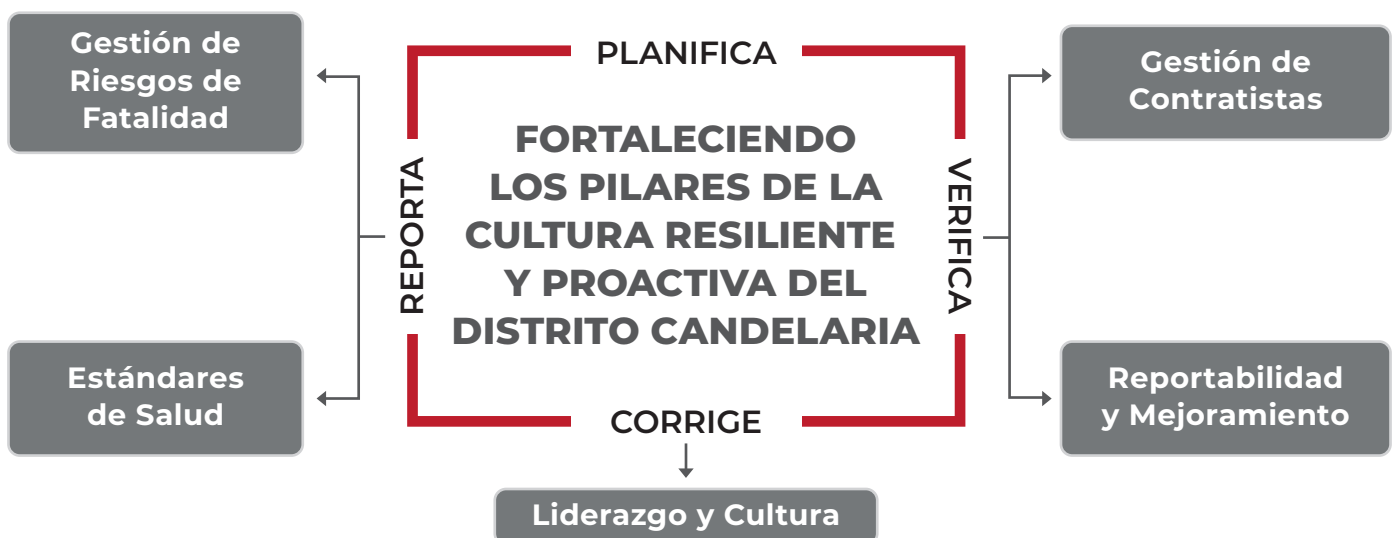 Gestión de
Riesgos de
Fatalidad
PLANIFICA
Gestión de
Contratistas
REPORTA
FORTALECIENDO
LOS PILARES DE LA
CULTURA RESILIENTE
Y PROACTIVA DEL
DISTRITO CANDELARIA
VERIFICA
Estándares
de Salud
CORRIGE
Reportabilidad
y Mejoramiento
Liderazgo y Cultura